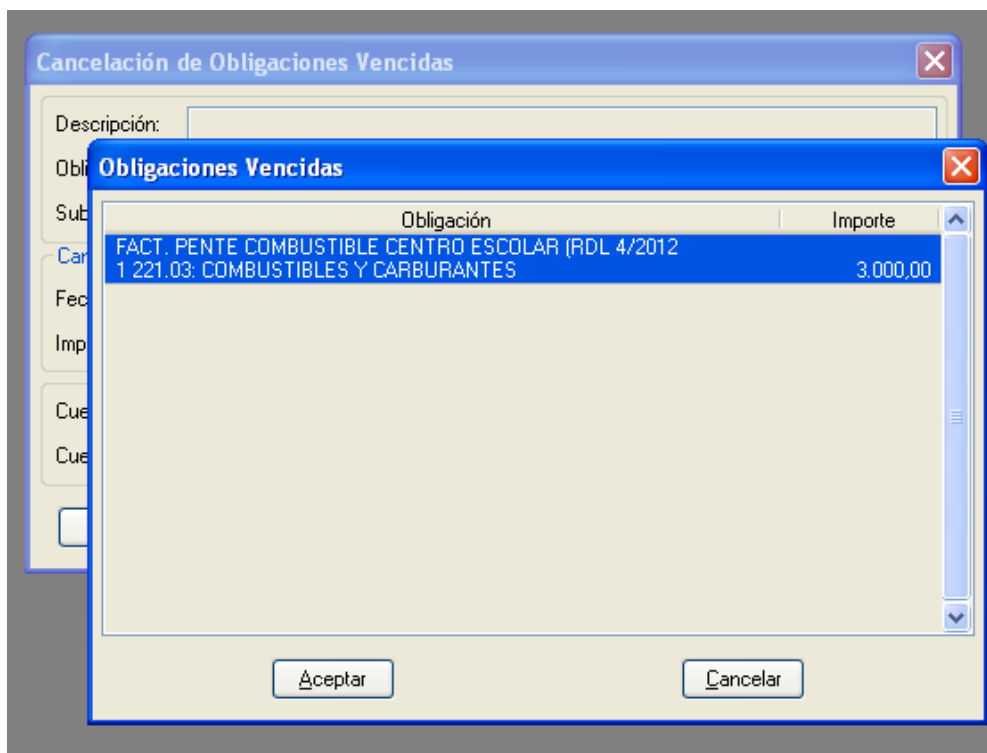 Cancelación de Obligaciones Vencidas
Descripción:
Obli
Sub
Can
Fec
Imp
Cue
Cue
Obligaciones Vencidas
Obligación Importe
FACT. PENTE COMBUSTIBLE CENTRO ESCOLAR (RDL 4/2012
1 221.03: COMBUSTIBLES Y CARBURANTES 3.000,00
Aceptar Cancelar